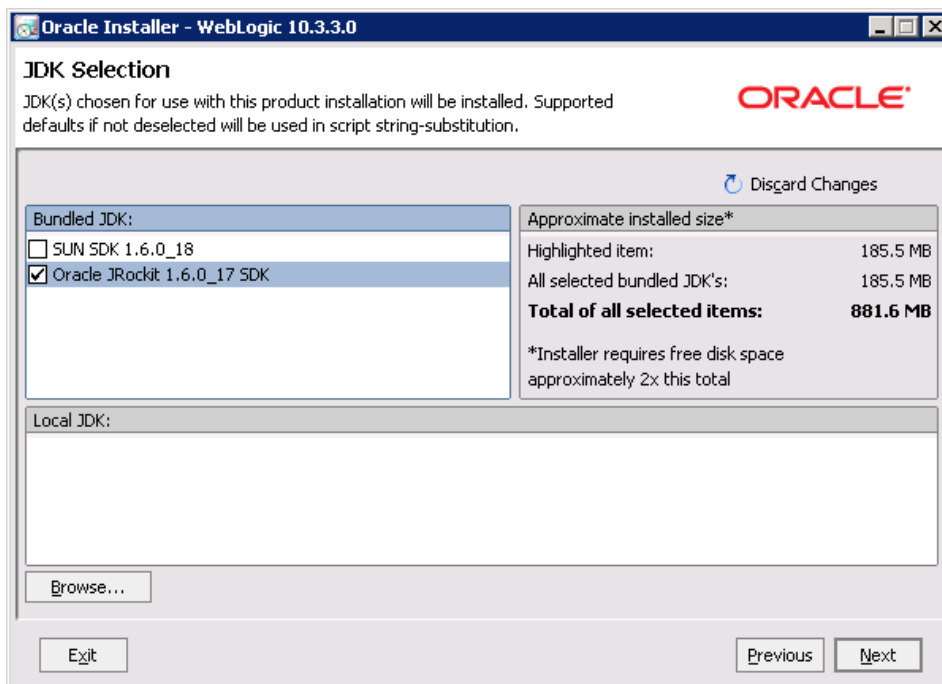 Oracle Installer - WebLogic 10.3.3.0
JDK Selection
JDK(s) chosen for use with this product installation will be installed. Supported
defaults if not deselected will be used in script string-substitution.
ORACLE
Discard Changes
Bundled JDK:
SUN SDK 1.6.0_18
Oracle JRockit 1.6.0_17 SDK
Approximate installed size*
Highlighted item: 185.5 MB
All selected bundled JDK's: 185.5 MB
Total of all selected items: 881.6 MB
*Installer requires free disk space
approximately 2x this total
Local JDK:
Browse...
Exit
Previous
Next